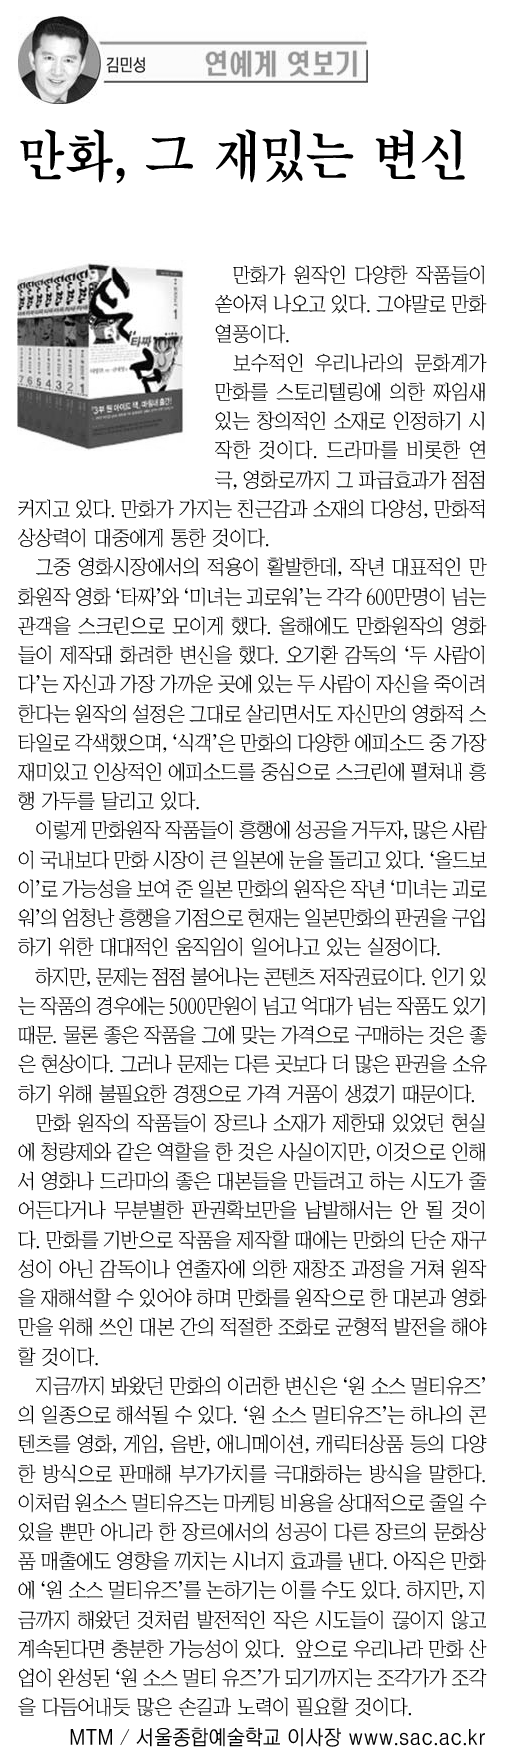 김민성
연예계 엿보기
만화, 그 재밌는 변신
타짜
만화가 원작인 다양한 작품들이
쏟아져 나오고 있다. 그야말로 만화
열풍이다.
보수적인 우리나라의 문화계가
만화를 스토리텔링에 의한 짜임새
있는 창의적인 소재로 인정하기 시
작한 것이다. 드라마를 비롯한 연
극, 영화로까지 그 파급효과가 점점
커지고 있다. 만화가 가지는 친근감과 소재의 다양성, 만화적
상상력이 대중에게 통한 것이다.
그중 영화시장에서의 적용이 활발한데, 작년 대표적인 만
화원작 영화 ‘타짜’와 ‘미녀는 괴로워’는 각각 600만명이 넘는
관객을 스크린으로 모이게 했다. 올해에도 만화원작의 영화
들이 제작돼 화려한 변신을 했다. 오기환 감독의 ‘두 사람이
다’는 자신과 가장 가까운 곳에 있는 두 사람이 자신을 죽이려
한다는 원작의 설정은 그대로 살리면서도 자신만의 영화적 스
타일로 각색했으며, ‘식객’은 만화의 다양한 에피소드 중 가장
재미있고 인상적인 에피소드를 중심으로 스크린에 펼쳐내 흥
행 가두를 달리고 있다.
이렇게 만화원작 작품들이 흥행에 성공을 거두자, 많은 사람
이 국내보다 만화 시장이 큰 일본에 눈을 돌리고 있다. ‘올드보
이’로 가능성을 보여 준 일본 만화의 원작은 작년 ‘미녀는 괴로
워’의 엄청난 흥행을 기점으로 현재는 일본만화의 판권을 구입
하기 위한 대대적인 움직임이 일어나고 있는 실정이다.
하지만, 문제는 점점 불어나는 콘텐츠 저작권료이다. 인기 있
는 작품의 경우에는 5000만원이 넘고 억대가 넘는 작품도 있기
때문. 물론 좋은 작품을 그에 맞는 가격으로 구매하는 것은 좋
은 현상이다. 그러나 문제는 다른 곳보다 더 많은 판권을 소유
하기 위해 불필요한 경쟁으로 가격 거품이 생겼기 때문이다.
만화 원작의 작품들이 장르나 소재가 제한돼 있었던 현실
에 청량제와 같은 역할을 한 것은 사실이지만, 이것으로 인해
서 영화나 드라마의 좋은 대본들을 만들려고 하는 시도가 줄
어든다거나 무분별한 판권확보만을 남발해서는 안 될 것이
다. 만화를 기반으로 작품을 제작할 때에는 만화의 단순 재구
성이 아닌 감독이나 연출자에 의한 재창조 과정을 거쳐 원작
을 재해석할 수 있어야 하며 만화를 원작으로 한 대본과 영화
만을 위해 쓰인 대본 간의 적절한 조화로 균형적 발전을 해야
할 것이다.
지금까지 봐왔던 만화의 이러한 변신은 ‘원 소스 멀티유즈’
의 일종으로 해석될 수 있다. ‘원 소스 멀티유즈’는 하나의 콘
텐츠를 영화, 게임, 음반, 애니메이션, 캐릭터상품 등의 다양
한 방식으로 판매해 부가가치를 극대화하는 방식을 말한다.
이처럼 원소스 멀티유즈는 마케팅 비용을 상대적으로 줄일 수
있을 뿐만 아니라 한 장르에서의 성공이 다른 장르의 문화상
품 매출에도 영향을 끼치는 시너지 효과를 낸다. 아직은 만화
에 ‘원 소스 멀티유즈’를 논하기는 이를 수도 있다. 하지만, 지
금까지 해왔던 것처럼 발전적인 작은 시도들이 끊이지 않고
계속된다면 충분한 가능성이 있다. 앞으로 우리나라 만화 산
업이 완성된 ‘원 소스 멀티 유즈’가 되기까지는 조각가가 조각
을 다듬어내듯 많은 손길과 노력이 필요할 것이다.
MTM / 서울종합예술학교 이사장 www.sac.ac.kr